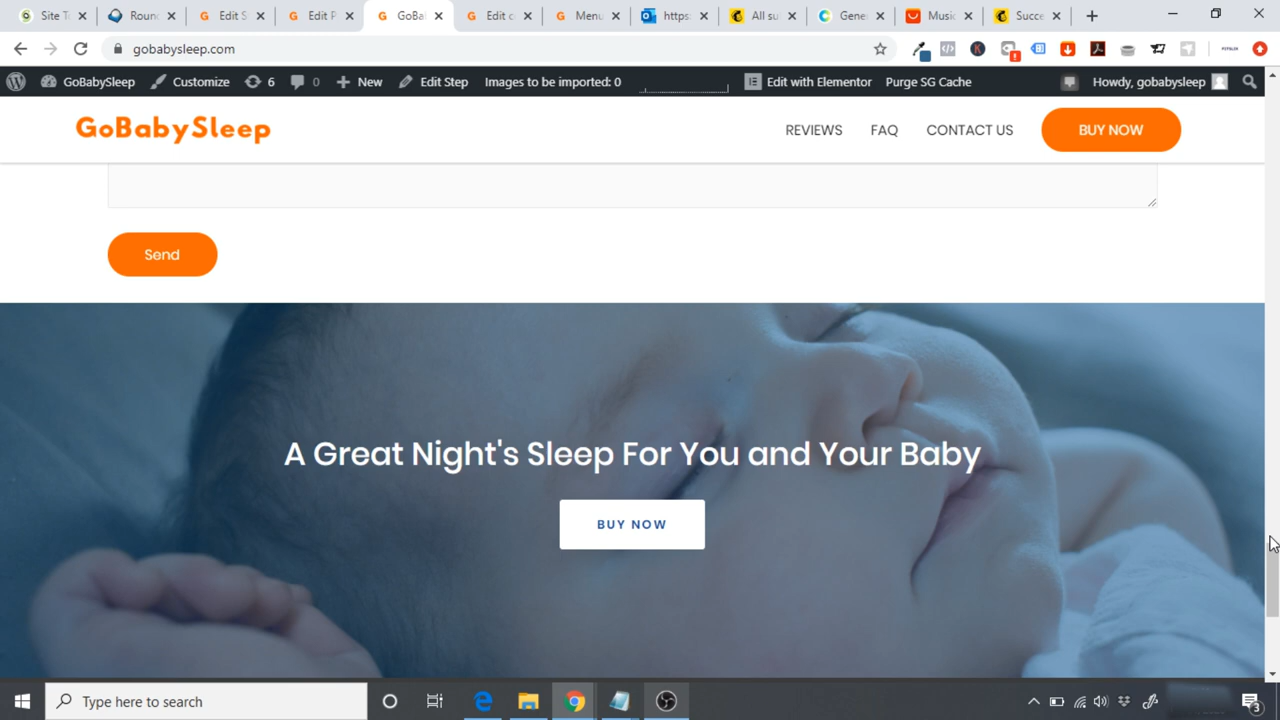 Site T
Roun
Edit S
Edit P
GoBa
Edit c
Menu
https:
All su
Gene
Music
Succe
gobabysleep.com
GoBabySleep
Customize
6
0
New
Edit Step
Images to be imported: 0
Edit with Elementor
Purge SG Cache
Howdy, gobabysleep
GoBabySleep
REVIEWS
FAQ
CONTACT US
BUY NOW
Send
A Great Night's Sleep For You and Your Baby
BUY NOW
Type here to search
3